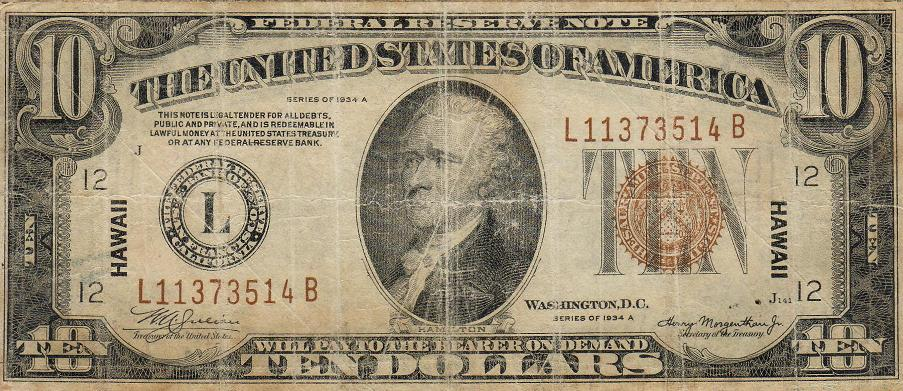 FEDERAL RESERVE NOTE
10 10
THE UNITED STATES OF AMERICA
SERIES OF 1934 A
THIS NOTE IS LEGAL TENDER FOR ALL DEBTS,
PUBLIC AND PRIVATE, AND IS REDEEMABLE IN
LAWFUL MONEY AT THE UNITED STATES TREASURY,
OR AT ANY FEDERAL RESERVE BANK.
L11373514 B
J
12 12
TEN
HAWAII
L
TEN
HAWAII
TEN
12 J141 12
L11373514 B
WASHINGTON, D.C.
SERIES OF 1934 A
W A Julian
Treasurer of the United States.
Henry Morgenthau Jr.
Secretary of the Treasury.
HAMILTON
10 TEN
WILL PAY TO THE BEARER ON DEMAND
10 TEN
TEN DOLLARS